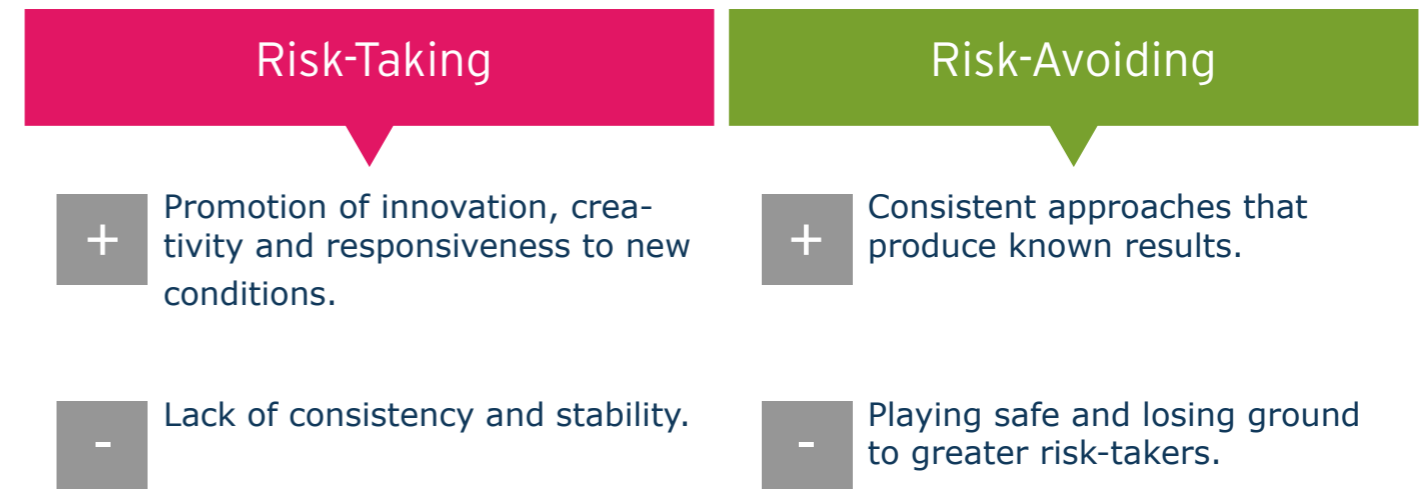 Risk-Taking
+
Promotion of innovation, crea-
tivity and responsiveness to new
conditions.
-
Lack of consistency and stability.
Risk-Avoiding
+
Consistent approaches that
produce known results.
-
Playing safe and losing ground
to greater risk-takers.